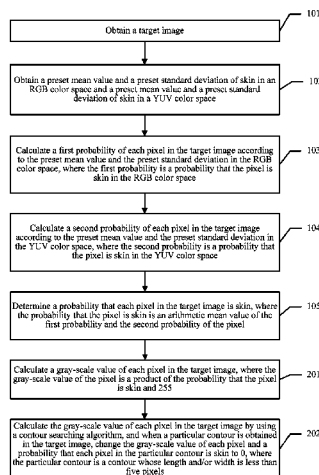 101
Obtain a target image
Obtain a preset mean value and a preset standard deviation of skin in an
RGB color space and a preset mean value and a preset standard
deviation of skin in a YUV color space
102
Calculate a first probability of each pixel in the target image according
to the preset mean value and the preset standard deviation in the RGB
color space, where the first probability is a probability that the pixel is
skin in the RGB color space
103
Calculate a second probability of each pixel in the target image
according to the preset mean value and the preset standard deviation in
the YUV color space, where the second probability is a probability that
the pixel is skin in the YUV color space
104
Determine a probability that each pixel in the target image is skin, where
the probability that the pixel is skin is an arithmetic mean value of the
first probability and the second probability of the pixel
105
Calculate a gray-scale value of each pixel in the target image, where the
gray-scale value of the pixel is a product of the probability that the pixel
is skin and 255
201
Calculate the gray-scale value of each pixel in the target image by using
a contour searching algorithm, and when a particular contour is obtained
in the target image, change the gray-scale value of each pixel and a
probability that each pixel in the particular contour is skin to 0, where
the particular contour is a contour whose length and/or width is less than
five pixels
202